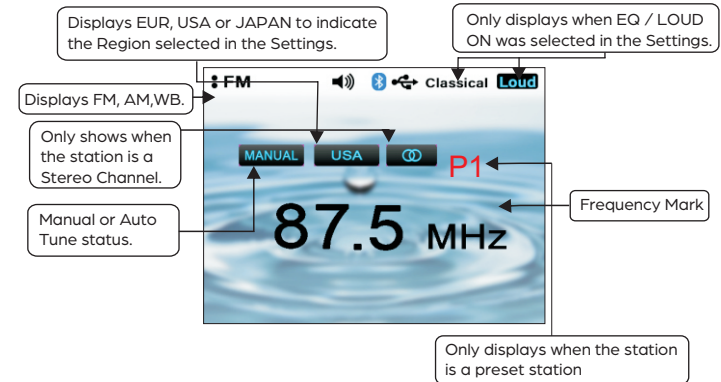 Displays EUR, USA or JAPAN to indicate
the Region selected in the Settings.
Only displays when EQ / LOUD
ON was selected in the Settings.
FM
Classical Loud
Displays FM, AM,WB.
Only shows when
the station is a
Stereo Channel.
MANUAL USA
P1
Manual or Auto
Tune status.
Frequency Mark
87.5 MHz
Only displays when the station
is a preset station